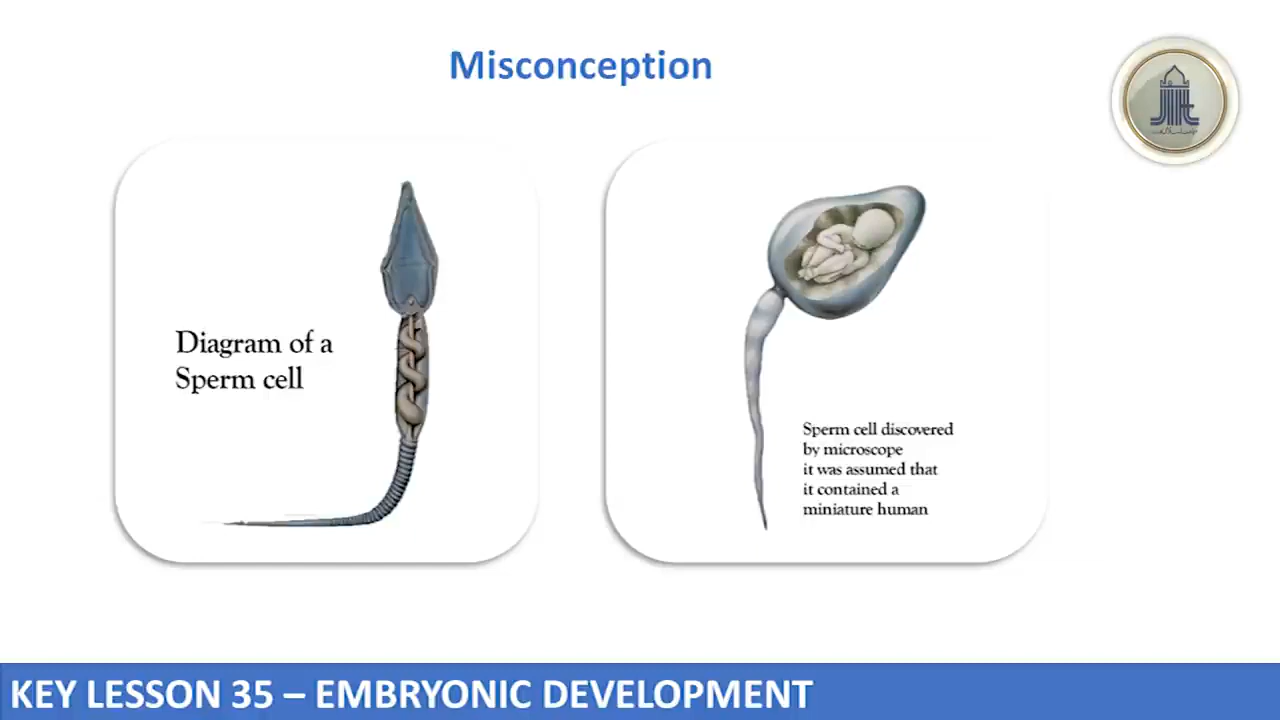 Misconception
Diagram of a
Sperm cell
Sperm cell discovered
by microscope
it was assumed that
it contained a
miniature human
KEY LESSON 35 – EMBRYONIC DEVELOPMENT